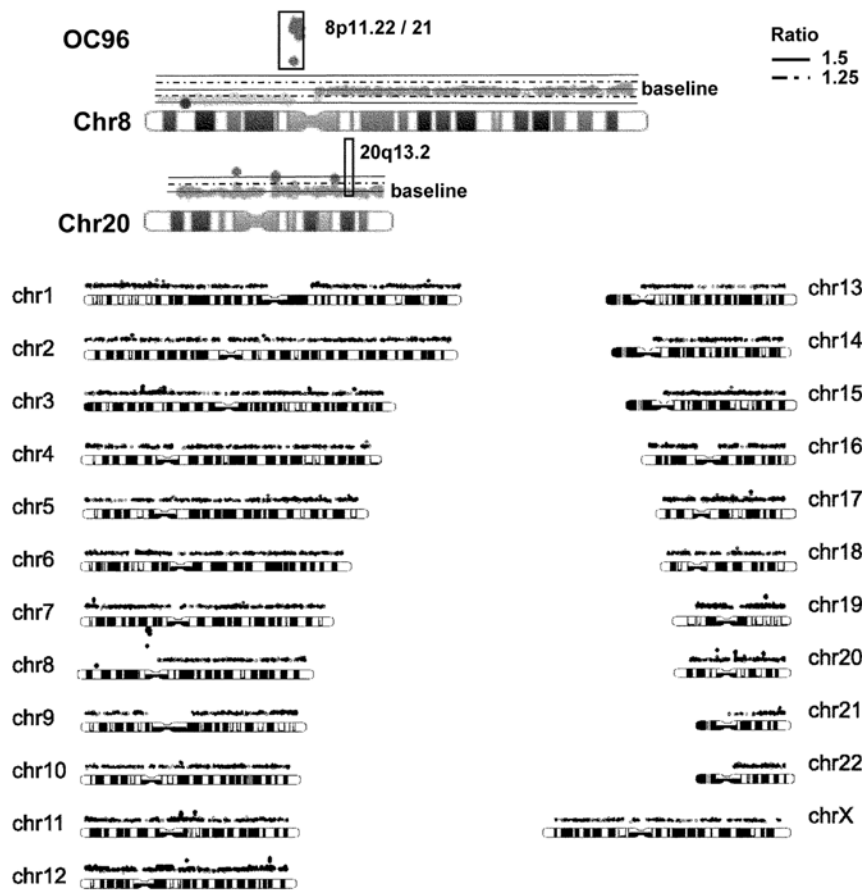 OC96
8p11.22 / 21
Ratio
1.5
1.25
baseline
Chr8
20q13.2
baseline
Chr20
chr1
chr2
chr3
chr4
chr5
chr6
chr7
chr8
chr9
chr10
chr11
chr12
chr13
chr14
chr15
chr16
chr17
chr18
chr19
chr20
chr21
chr22
chrX